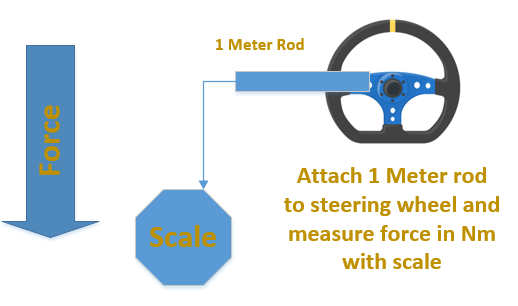 1 Meter Rod
Force
Scale
Attach 1 Meter rod
to steering wheel and
measure force in Nm
with scale